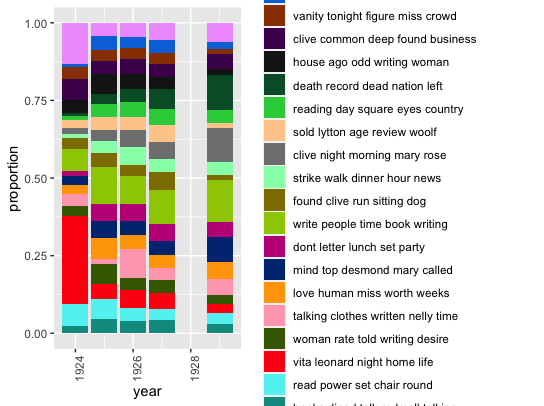 1.00
0.75
0.50
0.25
0.00
proportion
1924
1926
1928
year
vanity tonight figure miss crowd
clive common deep found business
house ago odd writing woman
death record dead nation left
reading day square eyes country
sold lytton age review woolf
clive night morning mary rose
strike walk dinner hour news
found clive run sitting dog
write people time book writing
dont letter lunch set party
mind top desmond mary called
love human miss worth weeks
talking clothes written nelly time
woman rate told writing desire
vita leonard night home life
read power set chair round